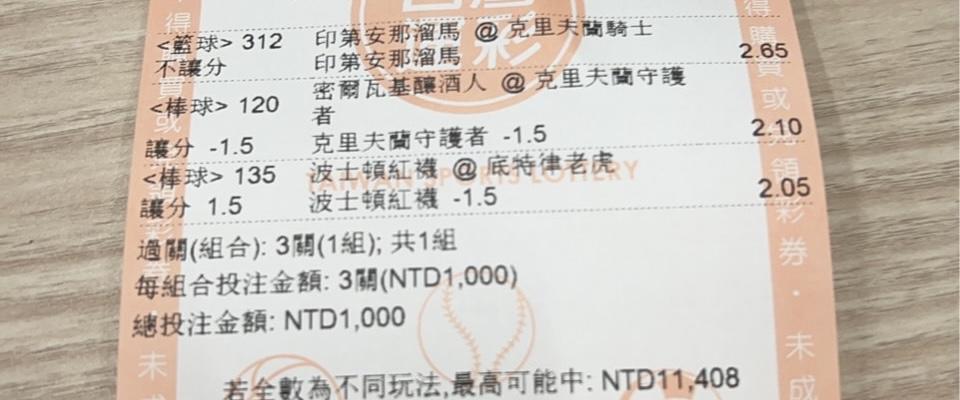 <籃球> 312 印第安那溜馬 @ 克里夫蘭騎士
不讓分 印第安那溜馬 2.65
<棒球> 120 密爾瓦基釀酒人 @ 克里夫蘭守護
者
讓分 -1.5 克里夫蘭守護者 -1.5 2.10
<棒球> 135 波士頓紅襪 @ 底特律老虎
讓分 1.5 波士頓紅襪 -1.5 2.05
TAIWAN SPORTS LOTTERY
過關(組合): 3關(1組); 共1組
每組合投注金額: 3關(NTD1,000)
總投注金額: NTD1,000
若全數為不同玩法,最高可能中: NTD11,408